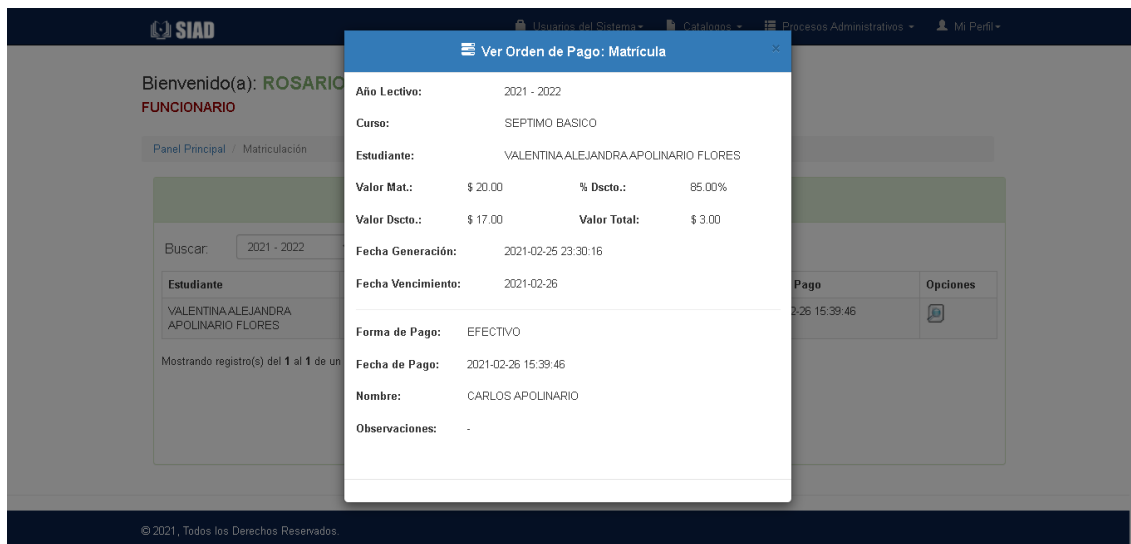 SIAD
Usuarios del Sistema
Catalogos
Procesos Administrativos
Mi Perfil
Ver Orden de Pago: Matrícula
×
Bienvenido(a): ROSARIO
FUNCIONARIO
Panel Principal / Matriculación
Año Lectivo: 2021 - 2022
Curso: SEPTIMO BASICO
Estudiante: VALENTINA ALEJANDRA APOLINARIO FLORES
Valor Mat.: $ 20.00 % Dscto.: 85.00%
Valor Dscto.: $ 17.00 Valor Total: $ 3.00
Fecha Generación: 2021-02-25 23:30:16
Fecha Vencimiento: 2021-02-26
Forma de Pago: EFECTIVO
Fecha de Pago: 2021-02-26 15:39:46
Nombre: CARLOS APOLINARIO
Observaciones: -
Buscar: 2021 - 2022
Estudiante Pago Opciones
VALENTINA ALEJANDRA
APOLINARIO FLORES
2-26 15:39:46
Mostrando registro(s) del 1 al 1 de un
© 2021, Todos los Derechos Reservados.